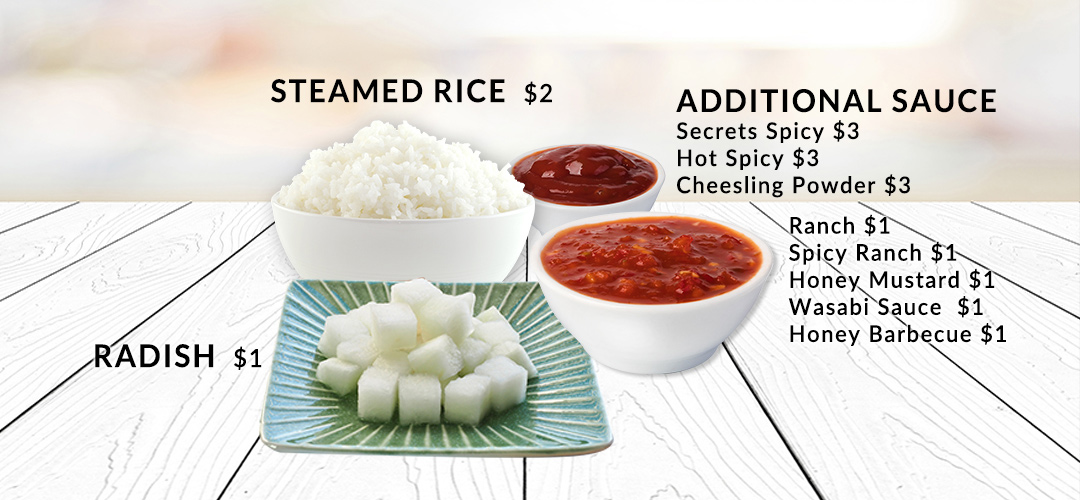 STEAMED RICE $2
ADDITIONAL SAUCE
Secrets Spicy $3
Hot Spicy $3
Cheesling Powder $3
Ranch $1
Spicy Ranch $1
Honey Mustard $1
Wasabi Sauce $1
Honey Barbecue $1
RADISH $1